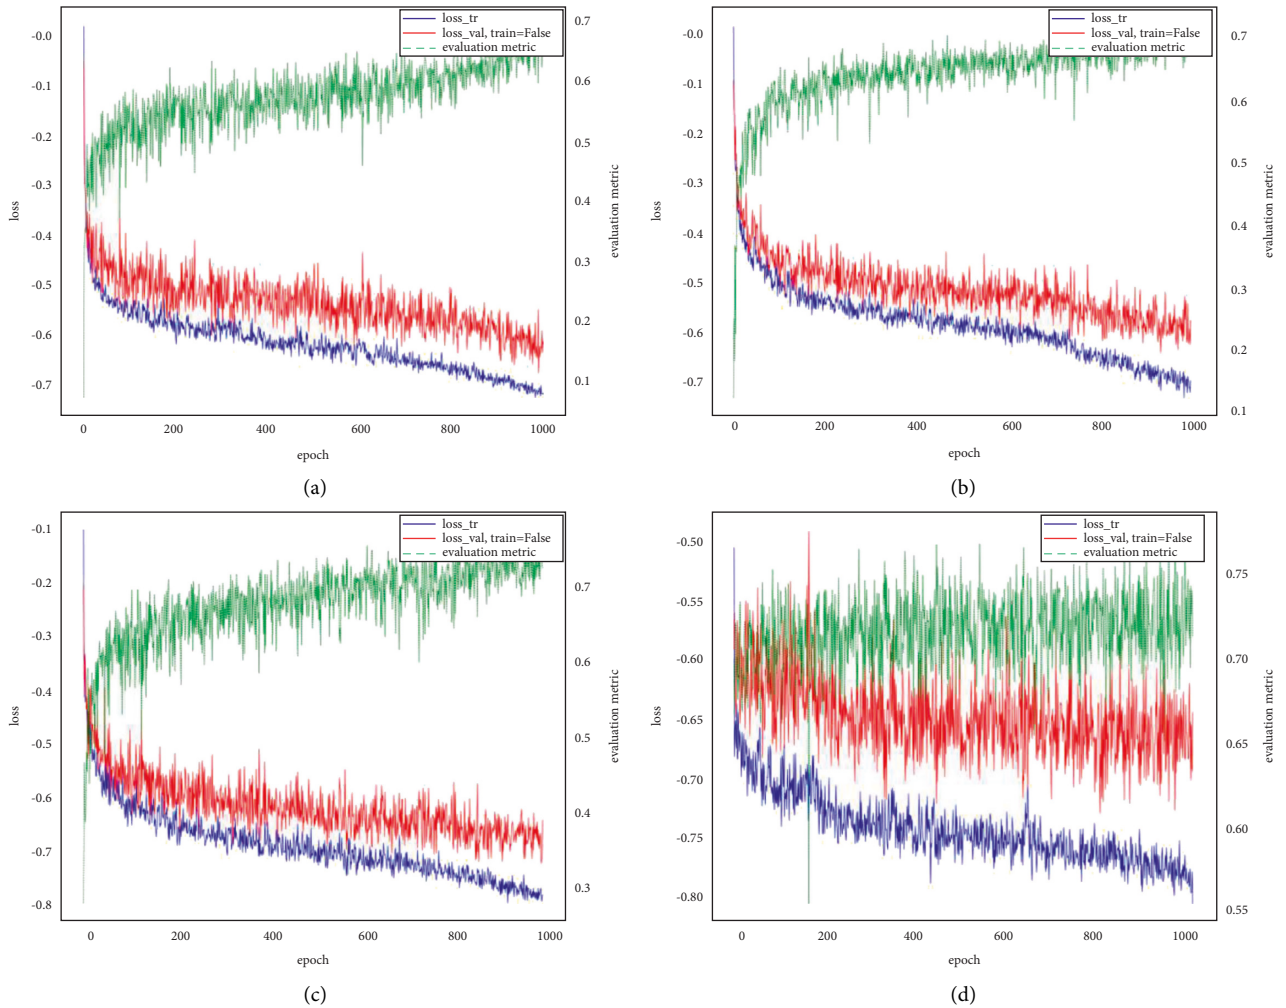 loss_tr
loss_val, train=False
evaluation metric
-0.0
-0.1
-0.2
-0.3
-0.4
-0.5
-0.6
-0.7
loss
0.7
0.6
0.5
0.4
0.3
0.2
0.1
evaluation metric
0 200 400 600 800 1000
epoch
(a)
loss_tr
loss_val, train=False
evaluation metric
-0.0
-0.1
-0.2
-0.3
-0.4
-0.5
-0.6
-0.7
loss
0.7
0.6
0.5
0.4
0.3
0.2
0.1
evaluation metric
0 200 400 600 800 1000
epoch
(b)
loss_tr
loss_val, train=False
evaluation metric
-0.1
-0.2
-0.3
-0.4
-0.5
-0.6
-0.7
-0.8
loss
0.7
0.6
0.5
0.4
0.3
evaluation metric
0 200 400 600 800 1000
epoch
(c)
loss_tr
loss_val, train=False
evaluation metric
-0.50
-0.55
-0.60
-0.65
-0.70
-0.75
-0.80
loss
0.75
0.70
0.65
0.60
0.55
evaluation metric
0 200 400 600 800 1000
epoch
(d)